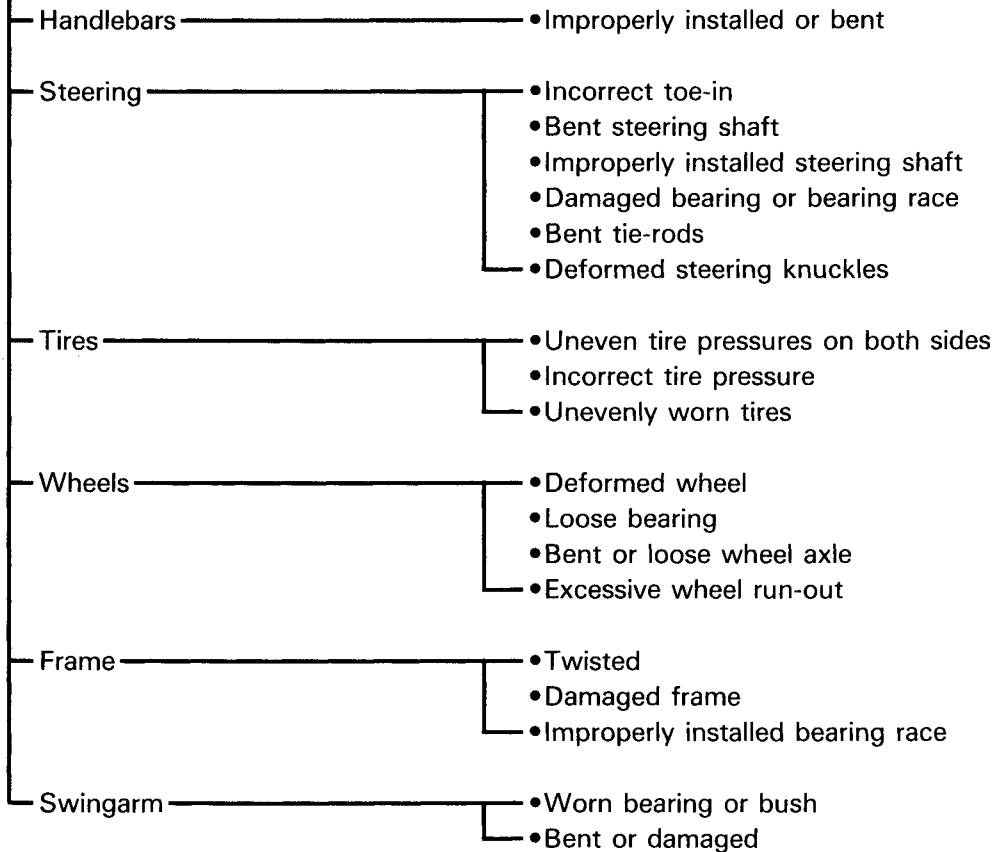 Handlebars •Improperly installed or bent
Steering •Incorrect toe-in
•Bent steering shaft
•Improperly installed steering shaft
•Damaged bearing or bearing race
•Bent tie-rods
•Deformed steering knuckles
Tires •Uneven tire pressures on both sides
•Incorrect tire pressure
•Unevenly worn tires
Wheels •Deformed wheel
•Loose bearing
•Bent or loose wheel axle
•Excessive wheel run-out
Frame •Twisted
•Damaged frame
•Improperly installed bearing race
Swingarm •Worn bearing or bush
•Bent or damaged